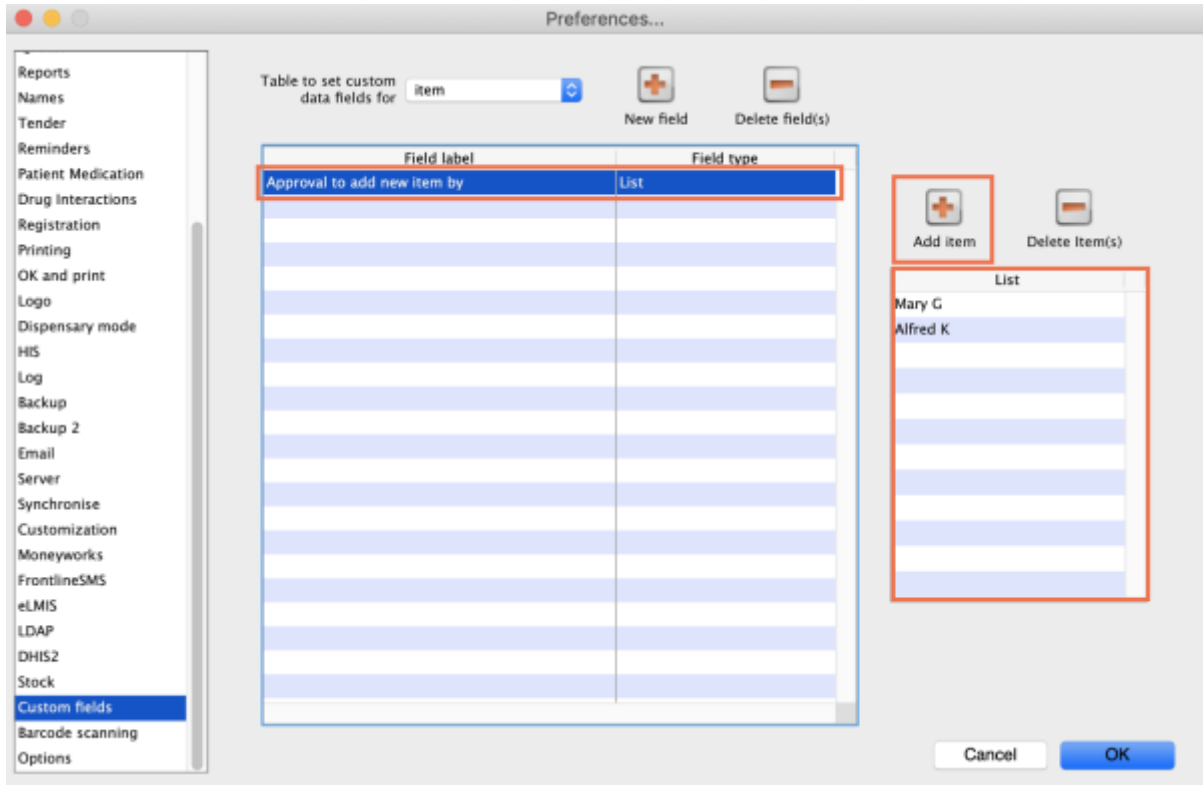 Preferences...
Reports
Names
Tender
Reminders
Patient Medication
Drug Interactions
Registration
Printing
OK and print
Logo
Dispensary mode
HIS
Log
Backup
Backup 2
Email
Server
Synchronise
Customization
Moneyworks
FrontlineSMS
eLMIS
LDAP
DHIS2
Stock
Custom fields
Barcode scanning
Options
Table to set custom
data fields for
item
New field
Delete field(s)
Field label
Field type
Approval to add new item by
List
Add item
Delete Item(s)
List
Mary G
Alfred K
Cancel
OK